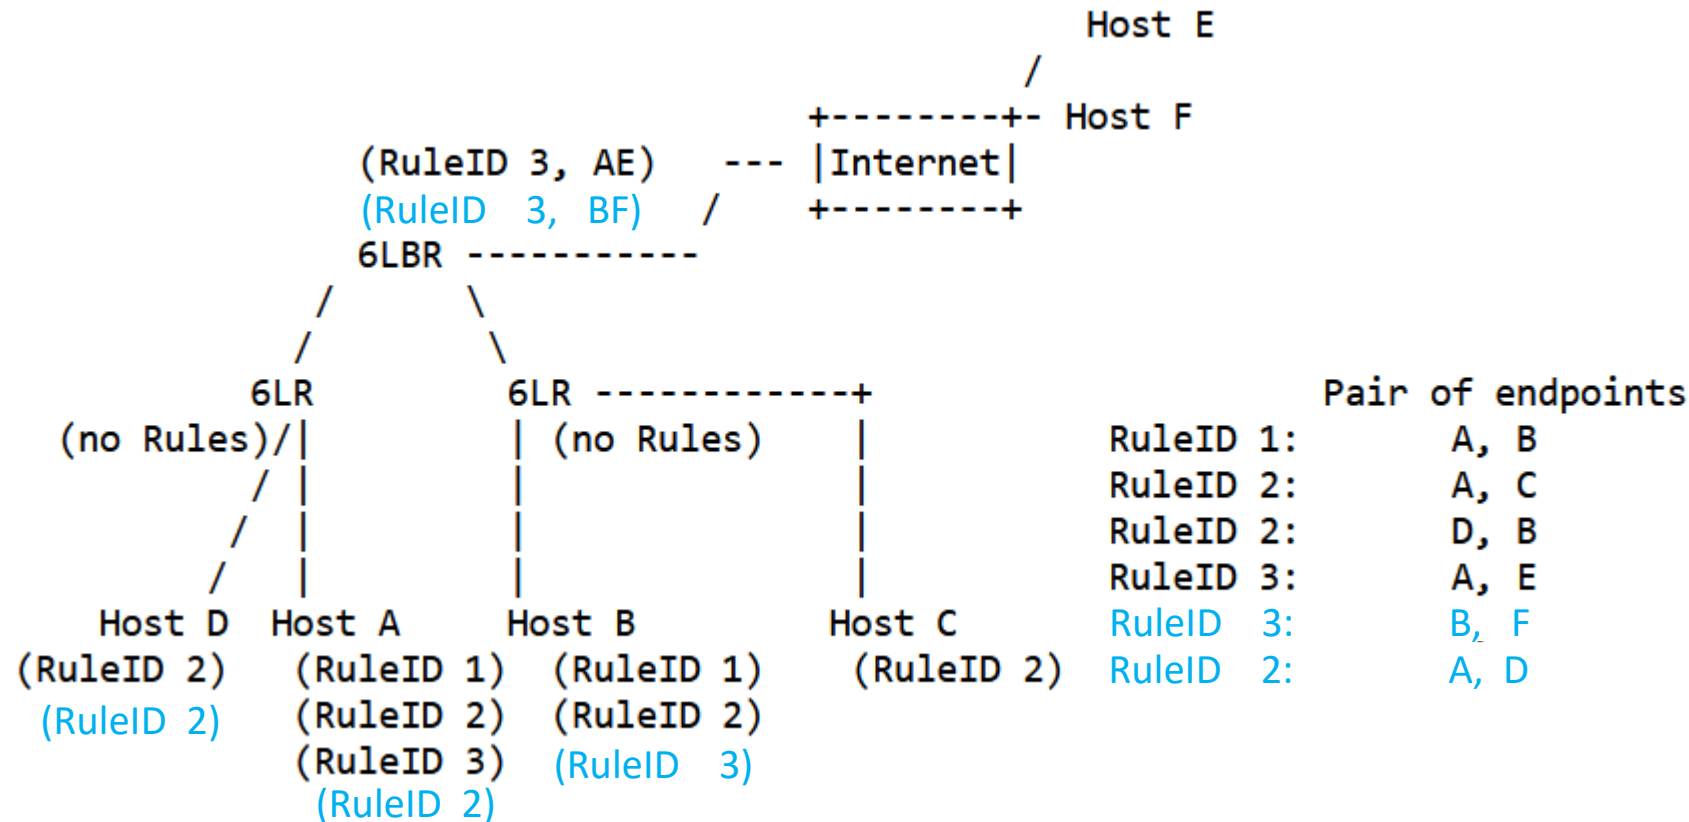 Host E
/
+--------+- Host F
(RuleID 3, AE) --- |Internet|
(RuleID 3, BF) / +--------+
6LBR -----------
/ \
/ \
6LR 6LR ------------+ Pair of endpoints
(no Rules)/| | (no Rules) | RuleID 1: A, B
/ | | | RuleID 2: A, C
/ | | | RuleID 2: D, B
/ | | | RuleID 3: A, E
Host D Host A Host B Host C RuleID 3: B, F
(RuleID 2) (RuleID 1) (RuleID 1) (RuleID 2) RuleID 2: A, D
(RuleID 2) (RuleID 2) (RuleID 2)
(RuleID 3) (RuleID 3)
(RuleID 2)